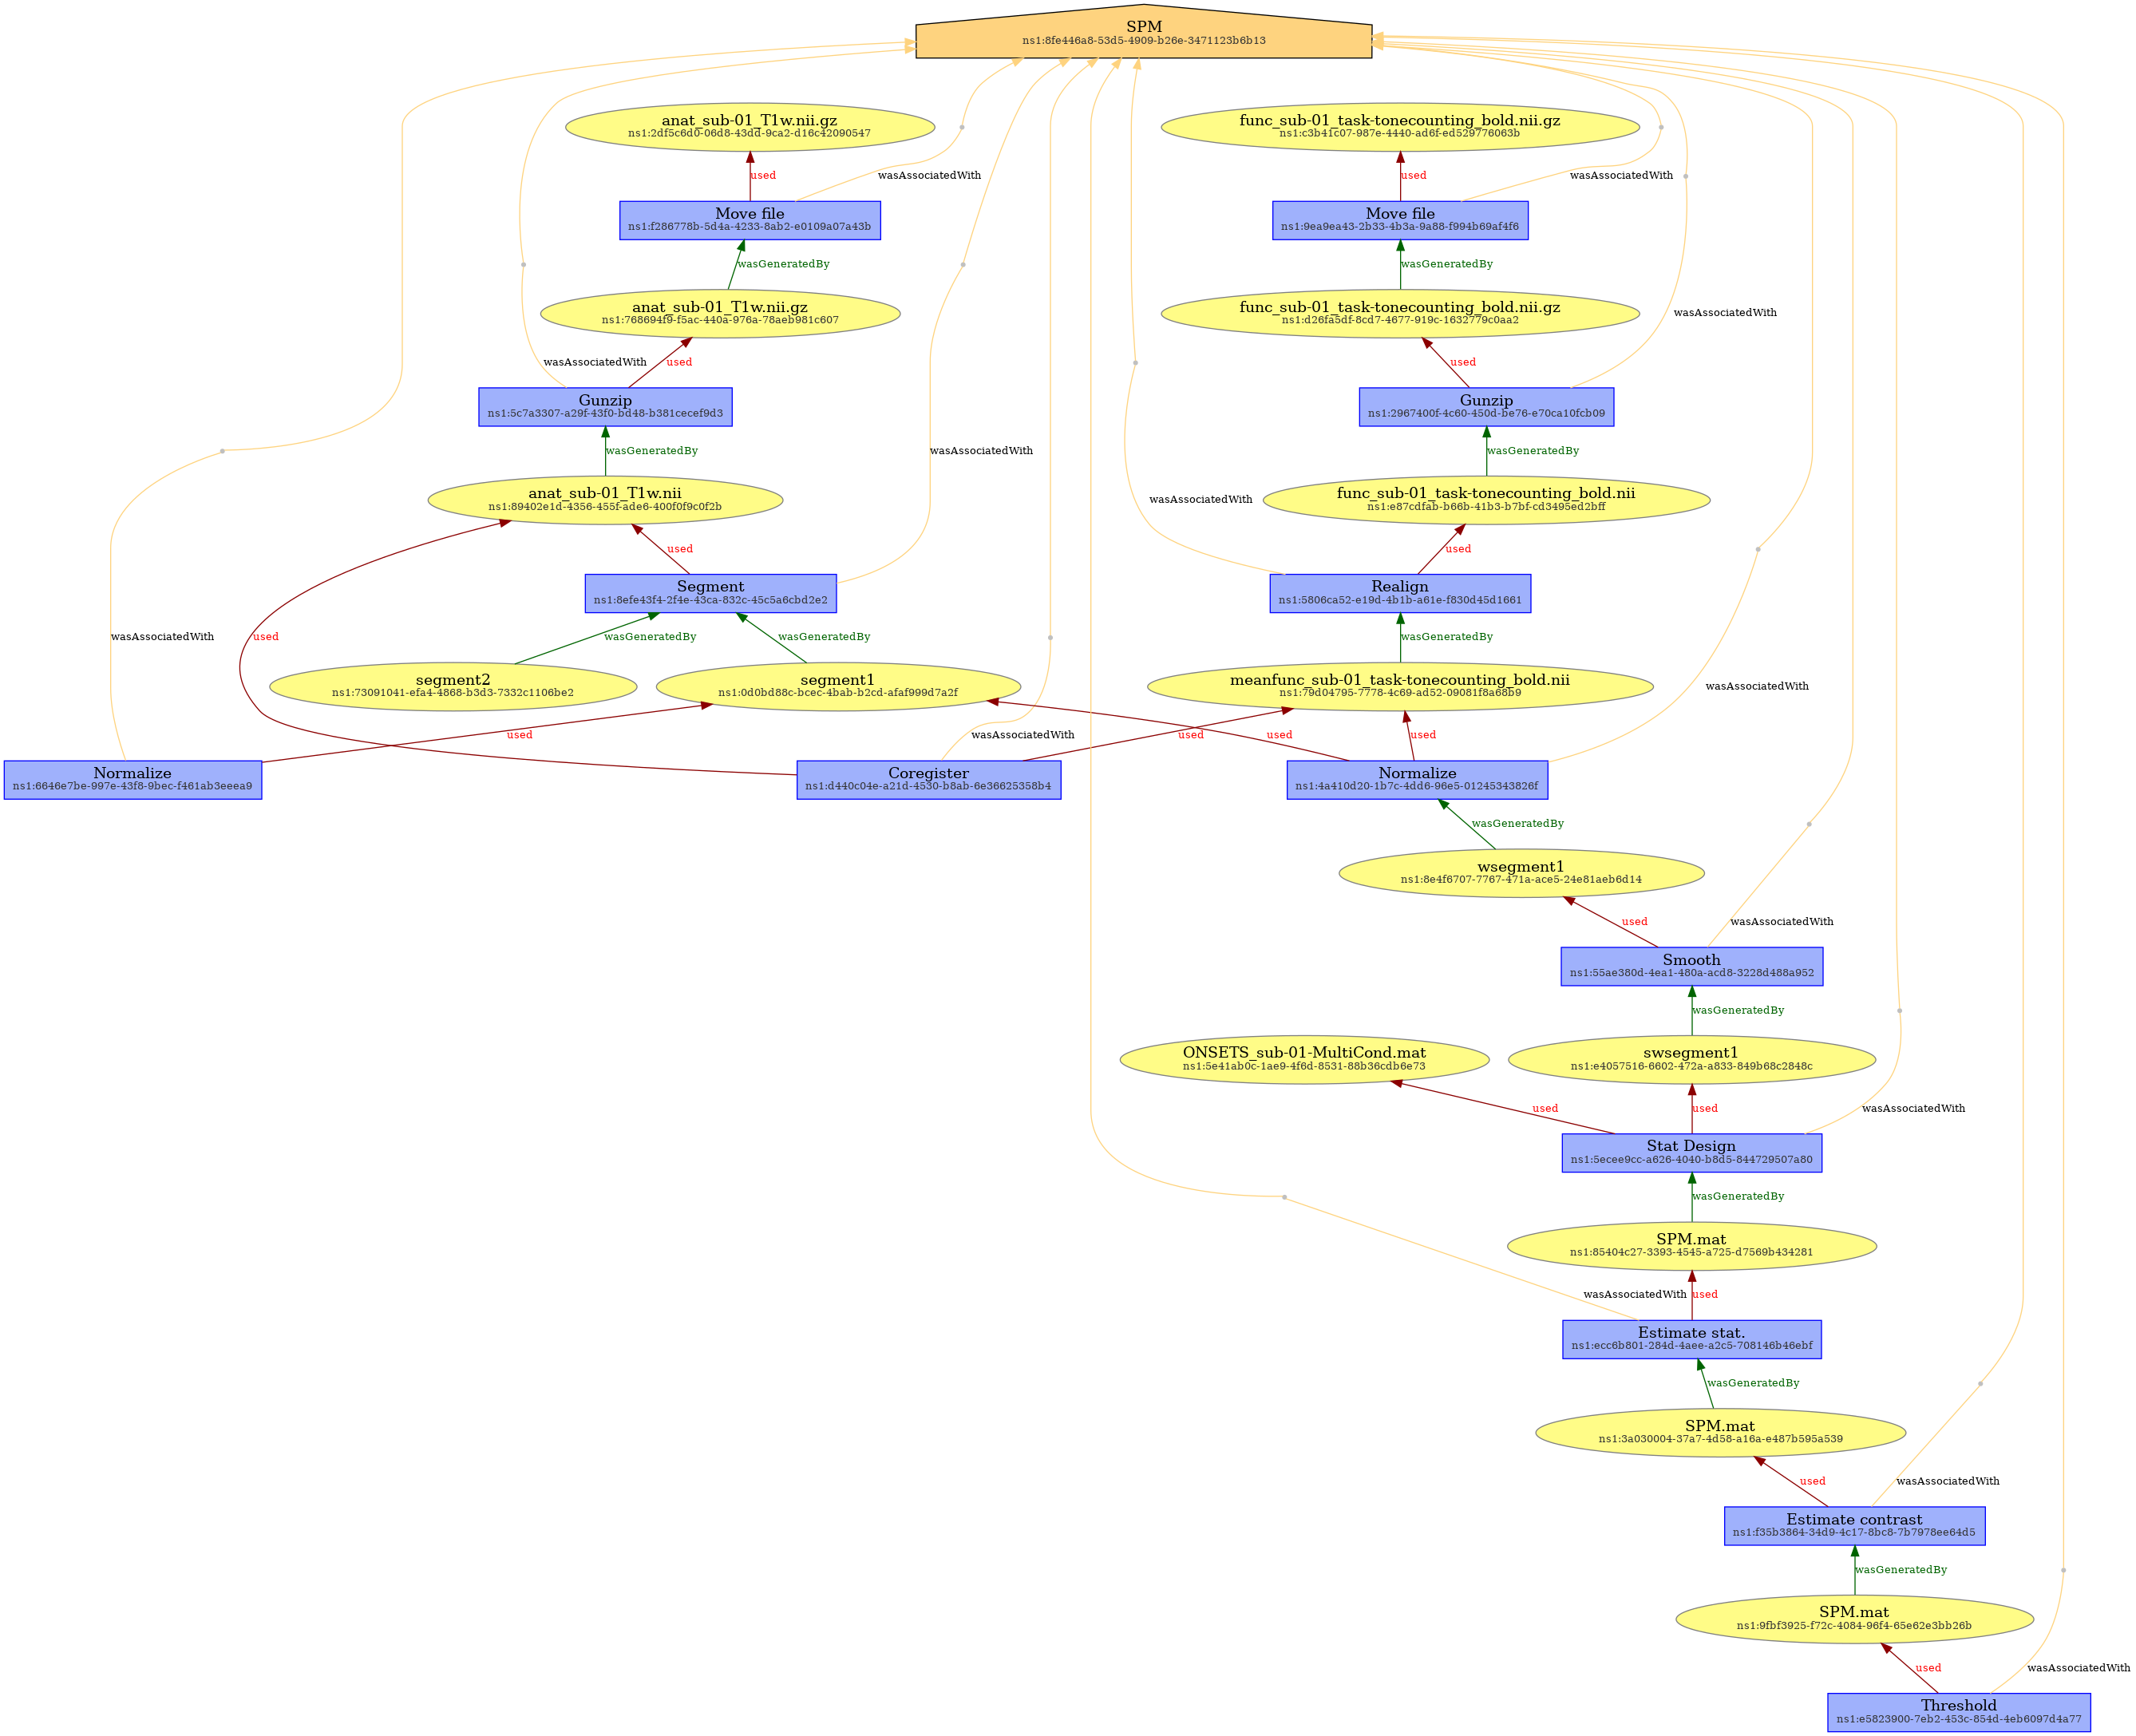 SPM
ns1:8fe446a8-53d5-4909-b26e-3471123b6b13
anat_sub-01_T1w.nii.gz
ns1:2df5c6d0-06d8-43dd-9ca2-d16c42090547
func_sub-01_task-tonecounting_bold.nii.gz
ns1:c3b41c07-987e-4440-ad6f-ed529776063b
used
wasAssociatedWith
used
wasAssociatedWith
Move file
ns1:f286778b-5d4a-4233-8ab2-e0109a07a43b
Move file
ns1:9ea9ea43-2b33-4b3a-9a88-f994b69af4f6
wasGeneratedBy
wasGeneratedBy
anat_sub-01_T1w.nii.gz
ns1:768694f9-f5ac-440a-976a-78aeb981c607
func_sub-01_task-tonecounting_bold.nii.gz
ns1:d26fa5df-8cd7-4677-919c-1632779c0aa2
wasAssociatedWith
wasAssociatedWith
used
used
Gunzip
ns1:5c7a3307-a29f-43f0-bd48-b381cecef9d3
Gunzip
ns1:2967400f-4c60-450d-be76-e70ca10fcb09
wasGeneratedBy
wasAssociatedWith
wasGeneratedBy
anat_sub-01_T1w.nii
ns1:89402e1d-4356-455f-ade6-400f0f9c0f2b
func_sub-01_task-tonecounting_bold.nii
ns1:e87cdfab-b66b-41b3-b7bf-cd3495ed2bff
wasAssociatedWith
used
used
Segment
ns1:8efe43f4-2f4e-43ca-832c-45c5a6cbd2e2
Realign
ns1:5806ca52-e19d-4b1b-a61e-f830d45d1661
wasAssociatedWith
used
wasGeneratedBy
wasGeneratedBy
wasGeneratedBy
segment2
ns1:73091041-efa4-4868-b3d3-7332c1106be2
segment1
ns1:0d0bd88c-bcec-4bab-b2cd-afaf999d7a2f
meanfunc_sub-01_task-tonecounting_bold.nii
ns1:79d04795-7778-4c69-ad52-09081f8a68b9
wasAssociatedWith
used
wasAssociatedWith
used
used
used
Normalize
ns1:6646e7be-997e-43f8-9bec-f461ab3eeea9
Coregister
ns1:d440c04e-a21d-4530-b8ab-6e36625358b4
Normalize
ns1:4a410d20-1b7c-4dd6-96e5-01245343826f
wasGeneratedBy
wsegment1
ns1:8e4f6707-7767-471a-ace5-24e81aeb6d14
used
wasAssociatedWith
Smooth
ns1:55ae380d-4ea1-480a-acd8-3228d488a952
wasGeneratedBy
ONSETS_sub-01-MultiCond.mat
ns1:5e41ab0c-1ae9-4f6d-8531-88b36cdb6e73
swsegment1
ns1:e4057516-6602-472a-a833-849b68c2848c
used
used
wasAssociatedWith
Stat Design
ns1:5ecee9cc-a626-4040-b8d5-844729507a80
wasGeneratedBy
SPM.mat
ns1:85404c27-3393-4545-a725-d7569b434281
wasAssociatedWith
used
Estimate stat.
ns1:ecc6b801-284d-4aee-a2c5-708146b46ebf
wasGeneratedBy
SPM.mat
ns1:3a030004-37a7-4d58-a16a-e487b595a539
used
wasAssociatedWith
Estimate contrast
ns1:f35b3864-34d9-4c17-8bc8-7b7978ee64d5
wasGeneratedBy
SPM.mat
ns1:9fbf3925-f72c-4084-96f4-65e62e3bb26b
used
wasAssociatedWith
Threshold
ns1:e5823900-7eb2-453c-854d-4eb6097d4a77